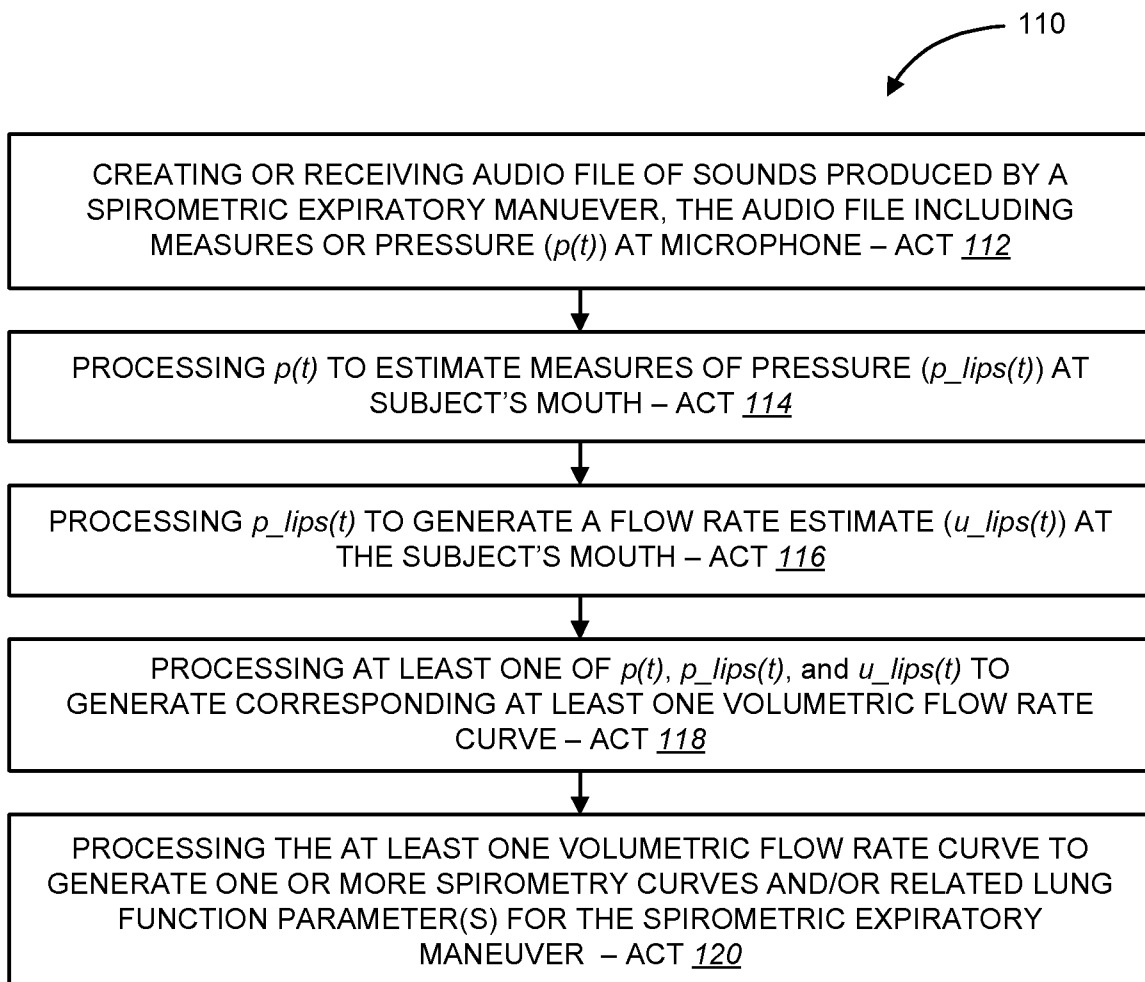 110
CREATING OR RECEIVING AUDIO FILE OF SOUNDS PRODUCED BY A
SPIROMETRIC EXPIRATORY MANUEVER, THE AUDIO FILE INCLUDING
MEASURES OR PRESSURE (p(t)) AT MICROPHONE – ACT 112
PROCESSING p(t) TO ESTIMATE MEASURES OF PRESSURE (p_lips(t)) AT
SUBJECT’S MOUTH – ACT 114
PROCESSING p_lips(t) TO GENERATE A FLOW RATE ESTIMATE (u_lips(t)) AT
THE SUBJECT’S MOUTH – ACT 116
PROCESSING AT LEAST ONE OF p(t), p_lips(t), and u_lips(t) TO
GENERATE CORRESPONDING AT LEAST ONE VOLUMETRIC FLOW RATE
CURVE – ACT 118
PROCESSING THE AT LEAST ONE VOLUMETRIC FLOW RATE CURVE TO
GENERATE ONE OR MORE SPIROMETRY CURVES AND/OR RELATED LUNG
FUNCTION PARAMETER(S) FOR THE SPIROMETRIC EXPIRATORY
MANEUVER – ACT 120